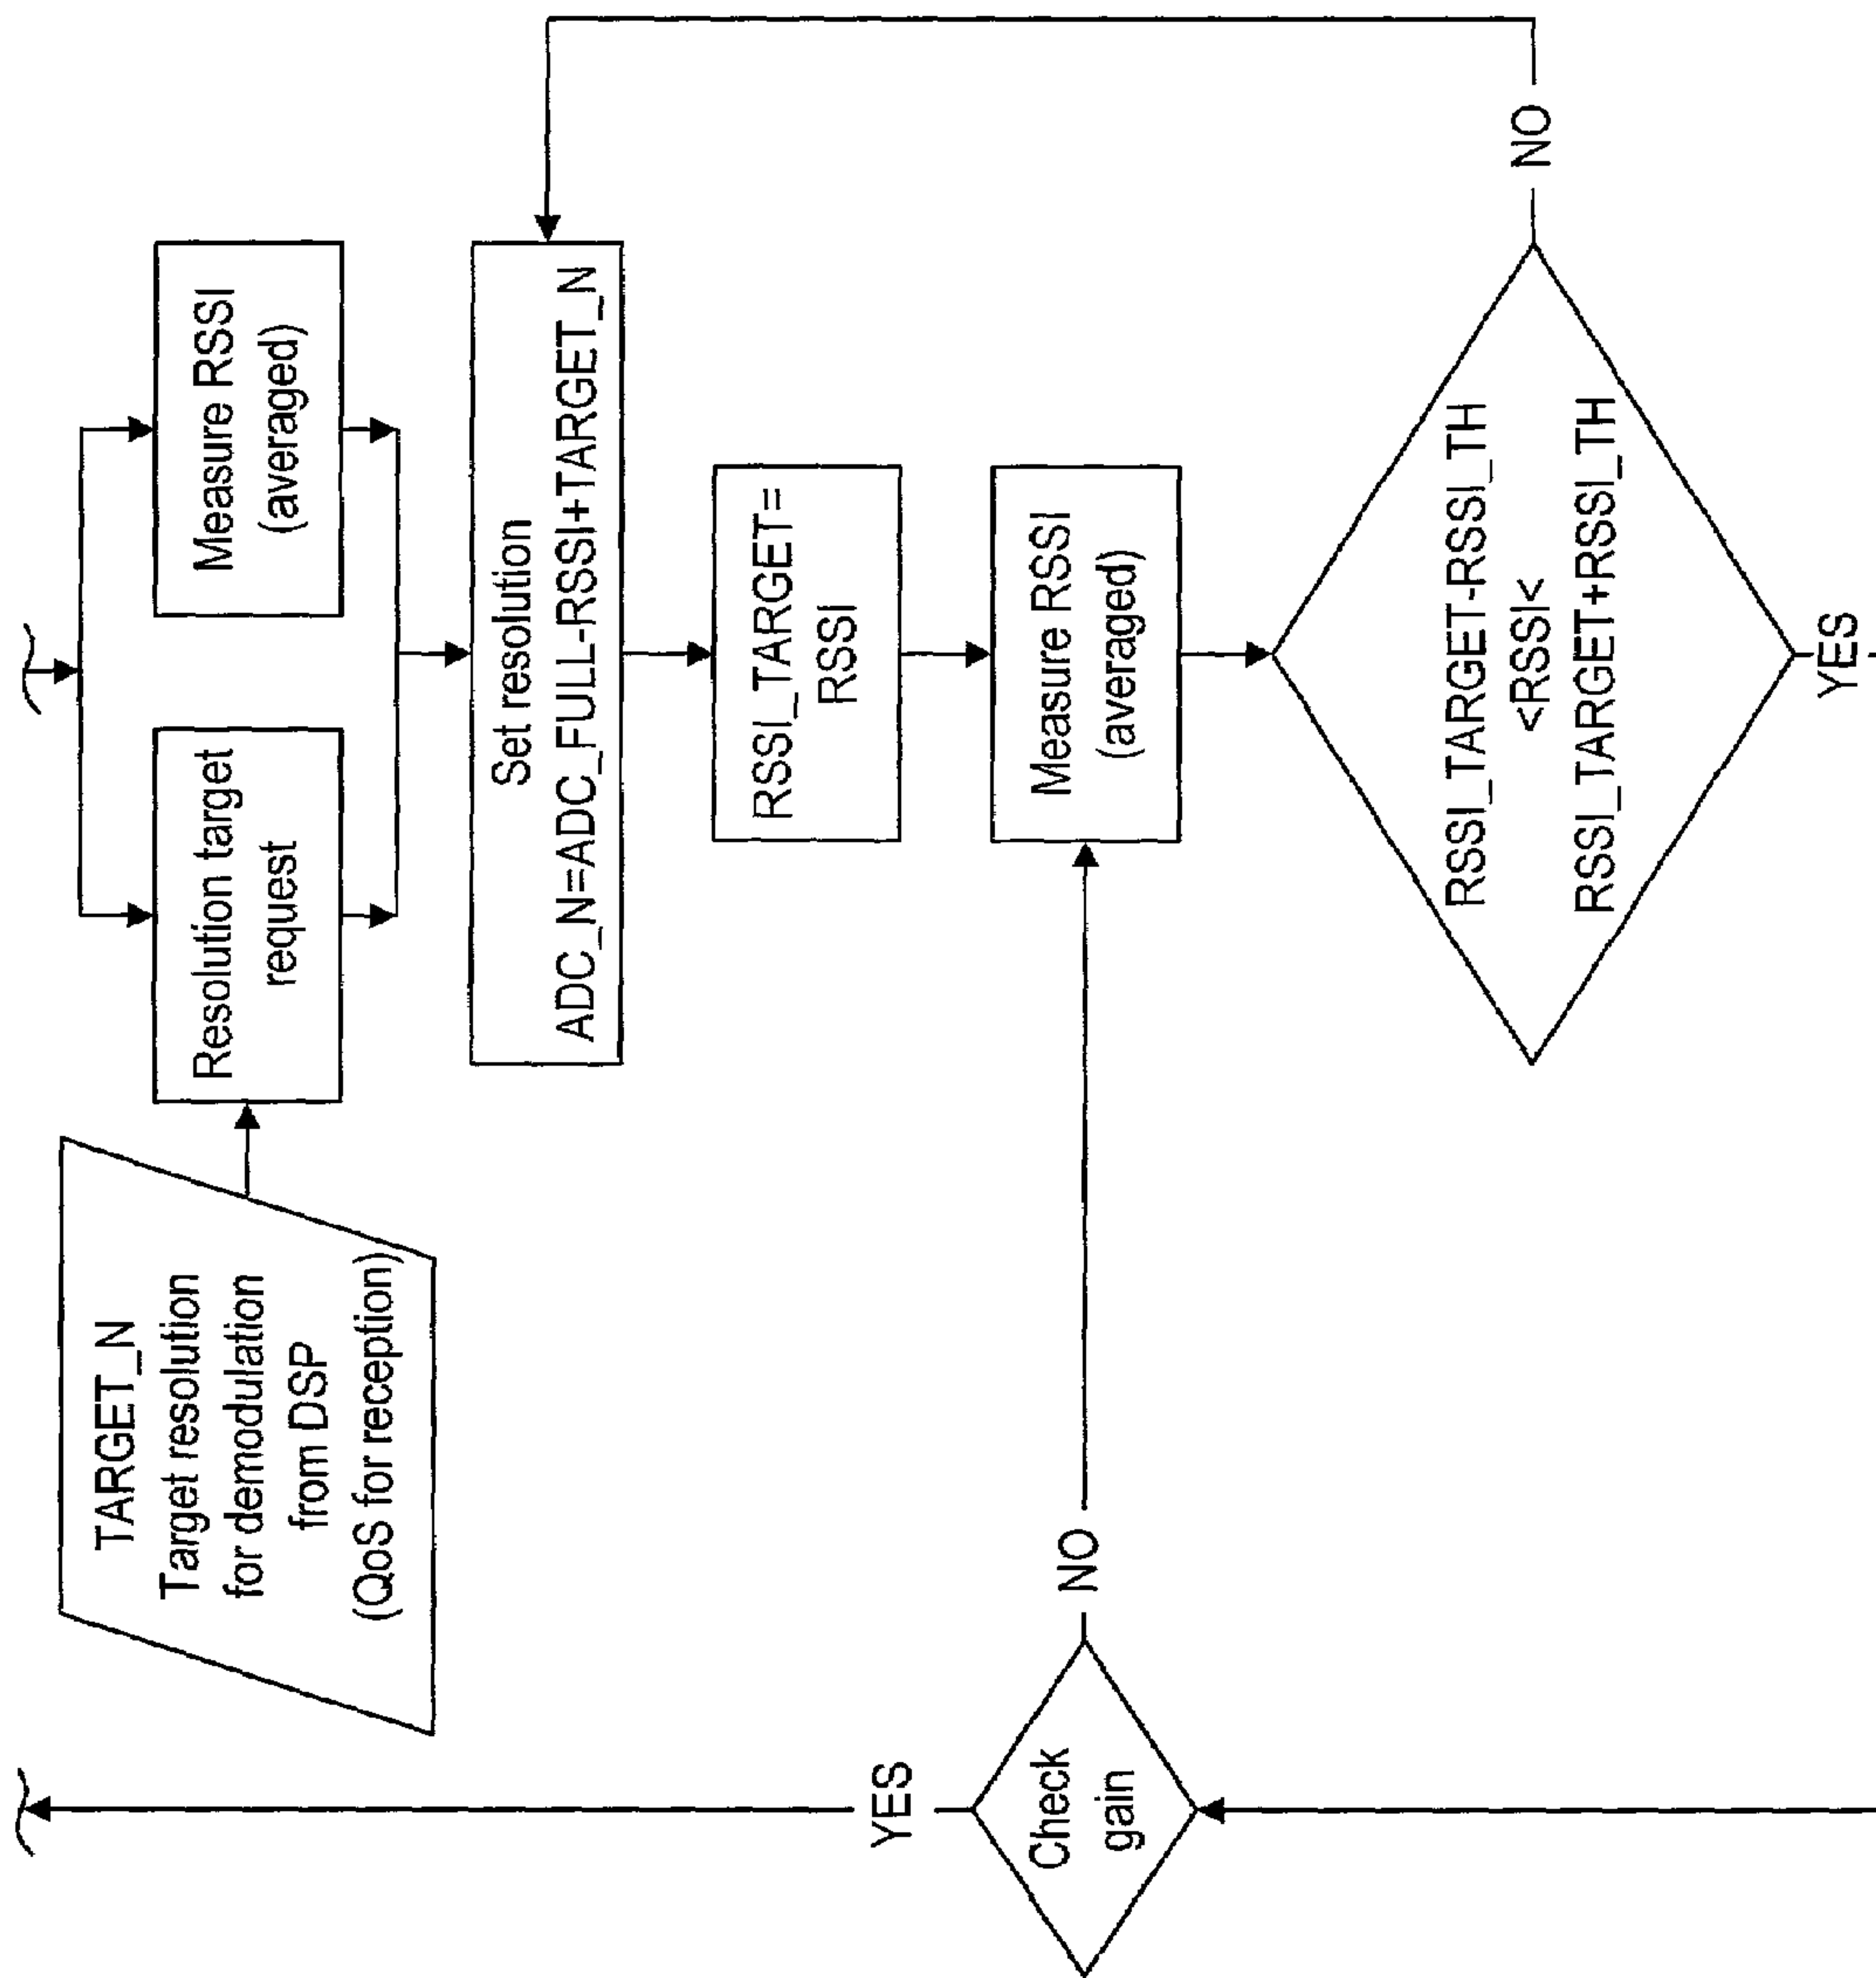 TARGET_N
Target resolution
for demodulation
from DSP
(QoS for reception)
Resolution target
request
Measure RSSI
(averaged)
Set resolution
ADC_N=ADC_FULL-RSSI+TARGET_N
RSSI_TARGET=
RSSI
Measure RSSI
(averaged)
RSSI_TARGET-RSSI_TH
<RSSI<
RSSI_TARGET+RSSI_TH
NO
YES
Check
gain
YES
NO